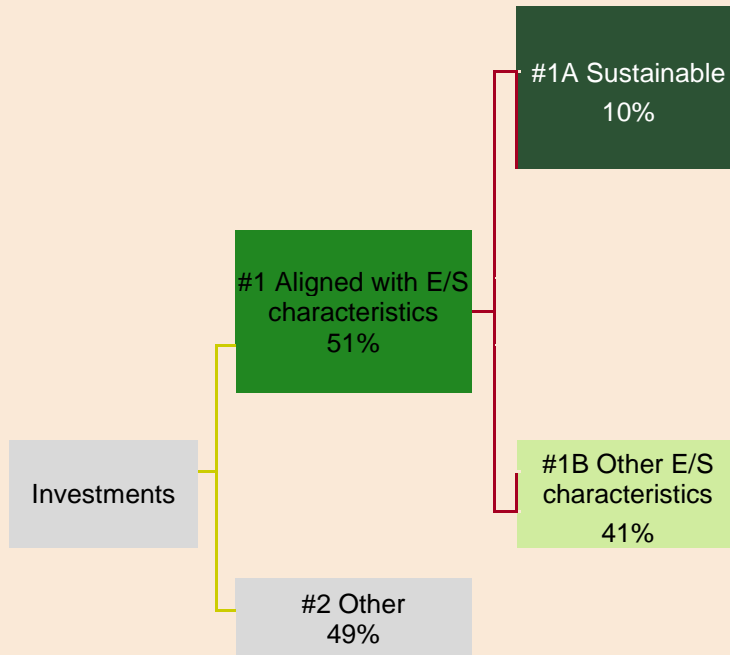 #1A Sustainable
10%
#1 Aligned with E/S
characteristics
51%
Investments
#1B Other E/S
characteristics
41%
#2 Other
49%